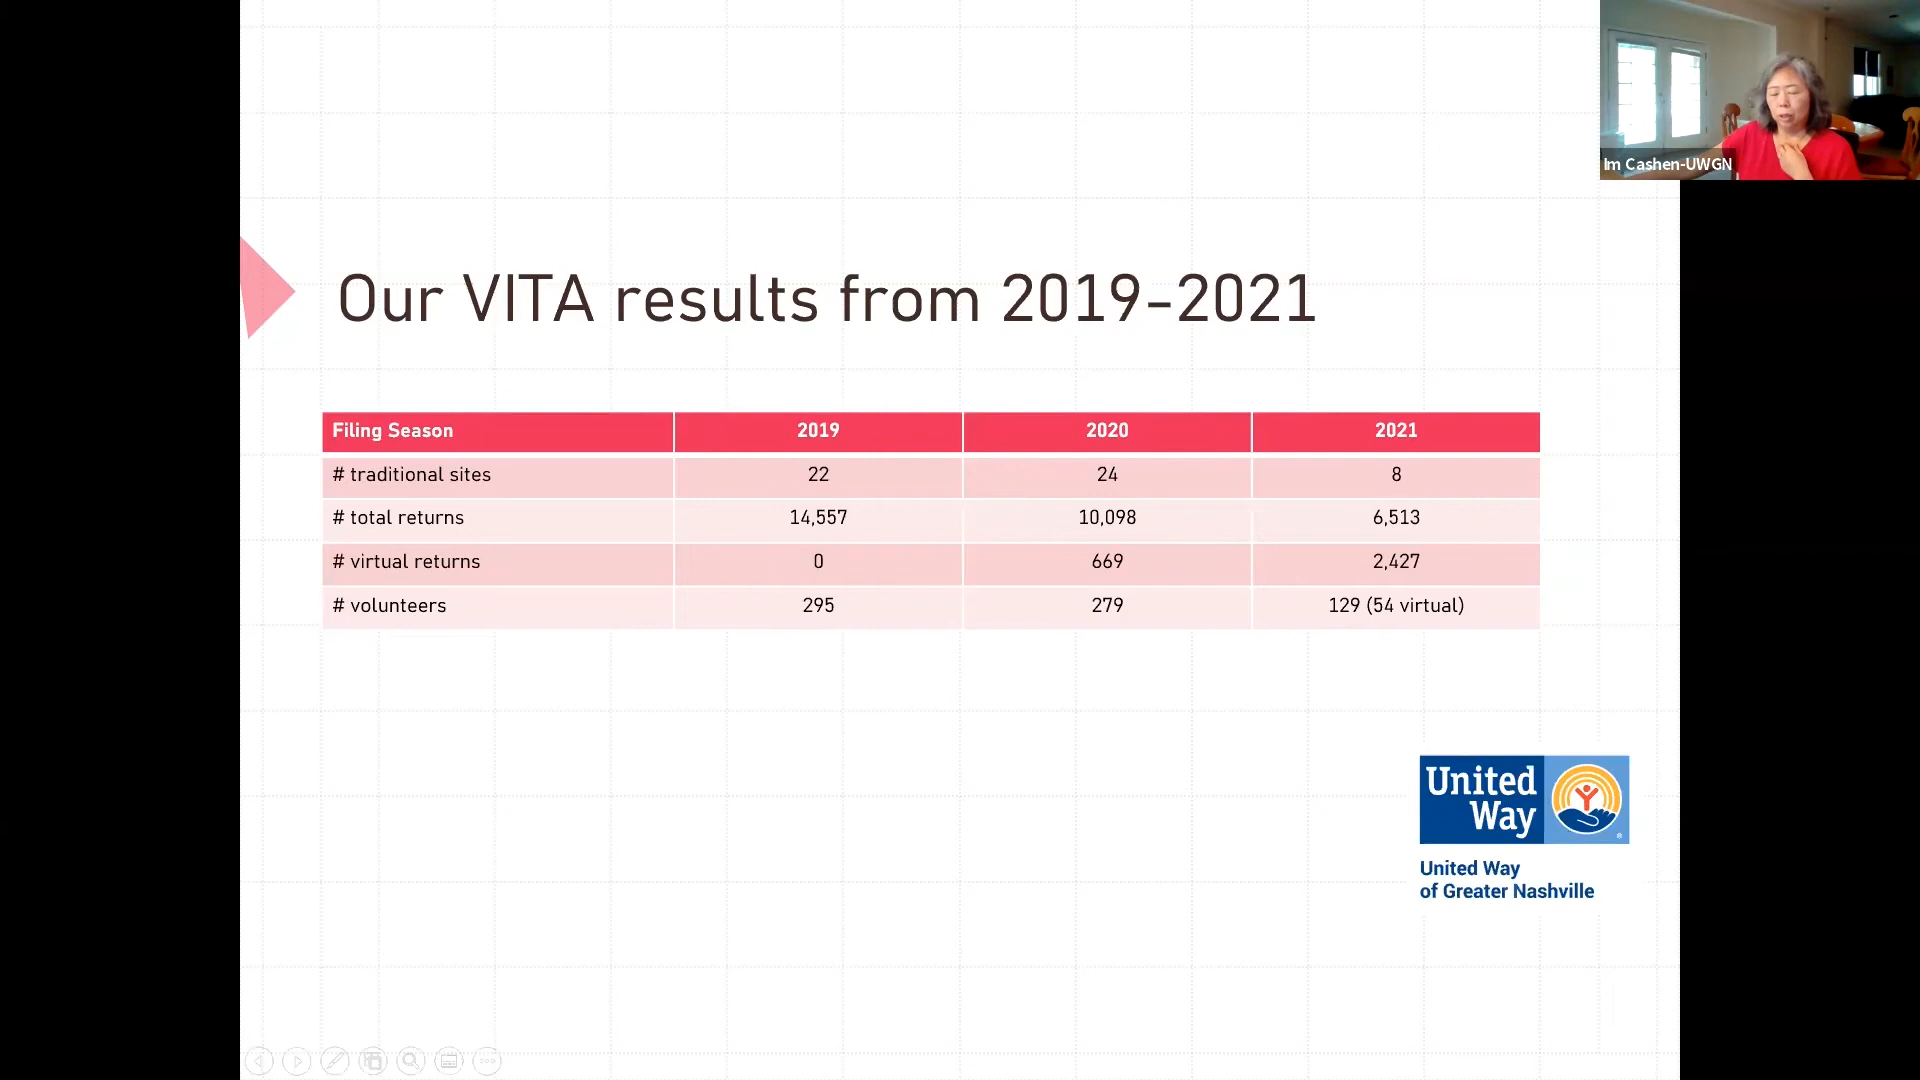 Im Cashen-UWGN
Our VITA results from 2019-2021
Filing Season 2019 2020 2021
# traditional sites 22 24 8
# total returns 14,557 10,098 6,513
# virtual returns 0 669 2,427
# volunteers 295 279 129 (54 virtual)
United
Way
®
United Way
of Greater Nashville